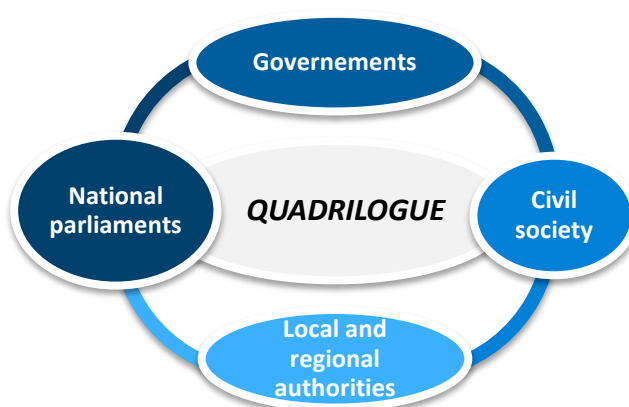 Governements
National
parliaments
QUADRILOGUE
Civil
society
Local and
regional
authorities